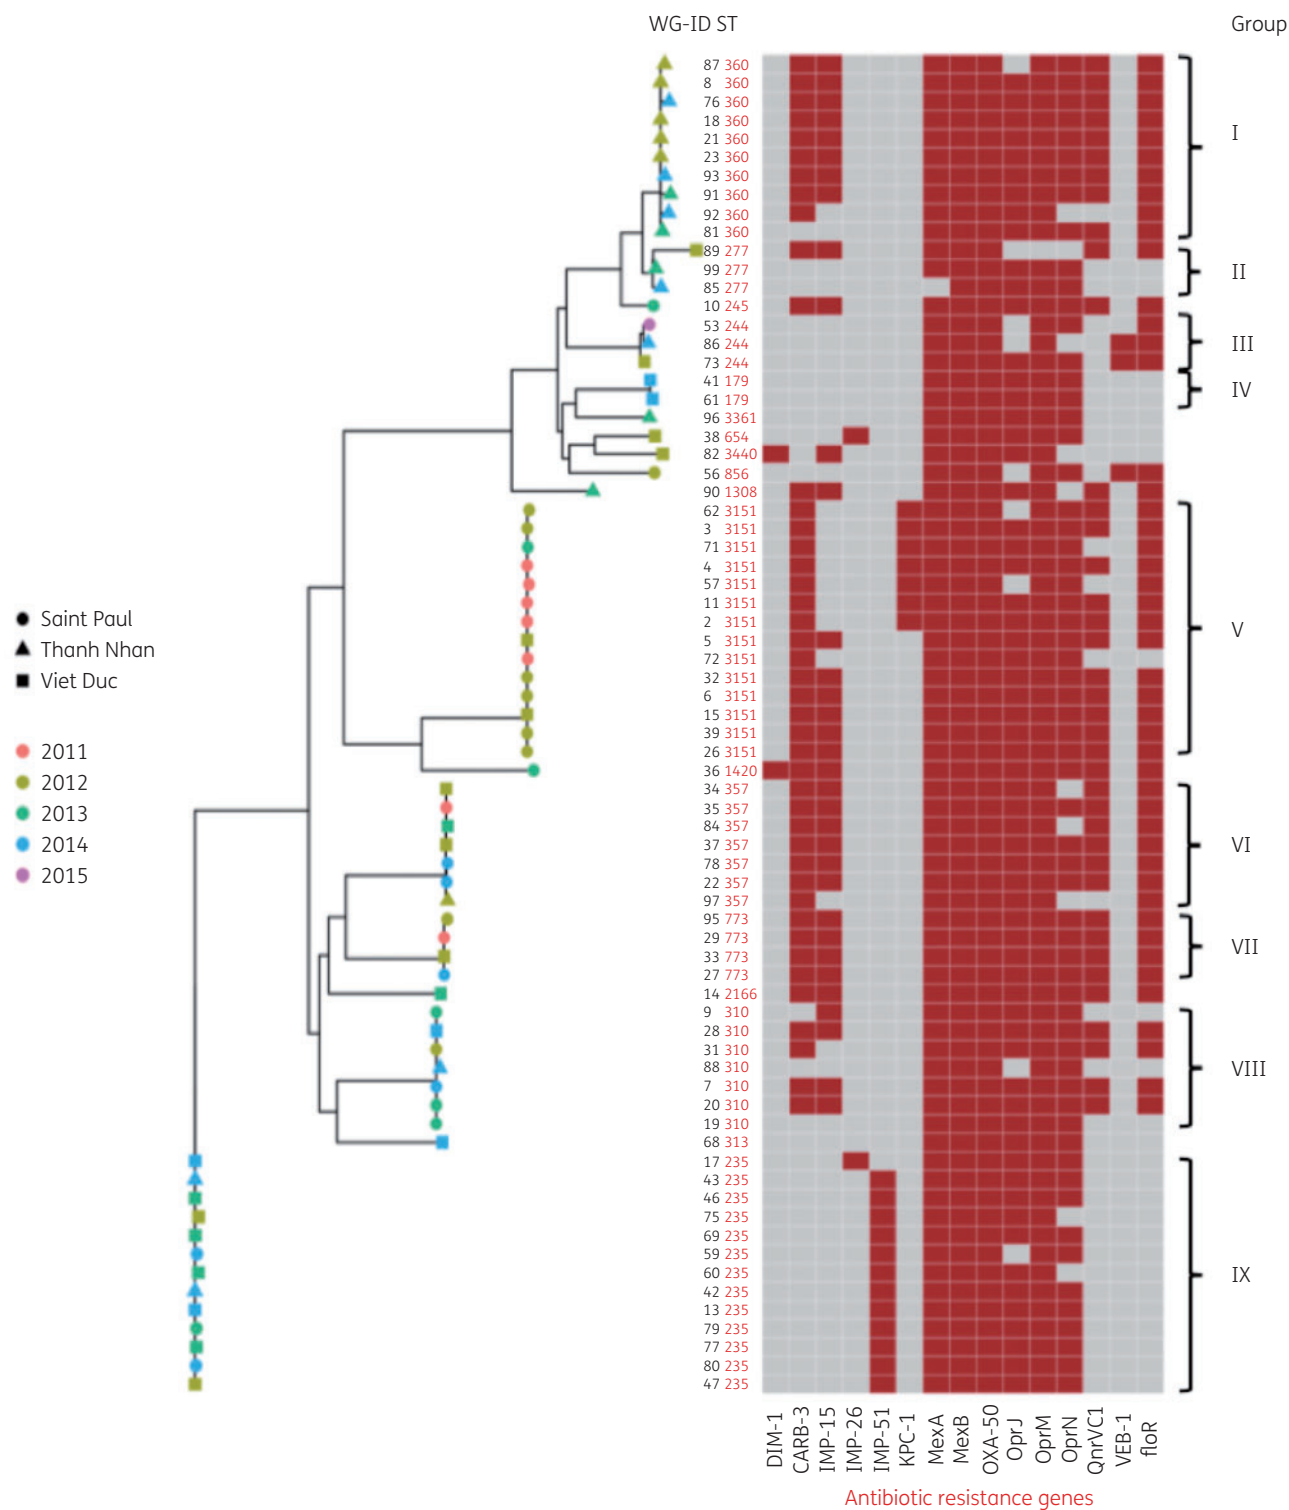 WG-ID ST
Group
87 360
8 360
76 360
18 360
21 360
23 360
93 360
91 360
92 360
81 360
I
89 277
99 277
85 277
II
10 245
53 244
86 244
73 244
III
41 179
61 179
IV
96 3361
38 654
82 3440
56 856
90 1308
62 3151
3 3151
71 3151
4 3151
57 3151
11 3151
2 3151
5 3151
72 3151
32 3151
6 3151
15 3151
39 3151
26 3151
V
36 1420
34 357
35 357
84 357
37 357
78 357
22 357
97 357
VI
95 773
29 773
33 773
27 773
VII
14 2166
9 310
28 310
31 310
88 310
7 310
20 310
19 310
VIII
68 313
17 235
43 235
46 235
75 235
69 235
59 235
60 235
42 235
13 235
79 235
77 235
80 235
47 235
IX
Saint Paul
Thanh Nhan
Viet Duc
2011
2012
2013
2014
2015
DIM-1
CARB-3
IMP-15
IMP-26
IMP-51
KPC-1
MexA
MexB
OXA-50
OprJ
OprM
OprN
QnrVC1
VEB-1
floR
Antibiotic resistance genes